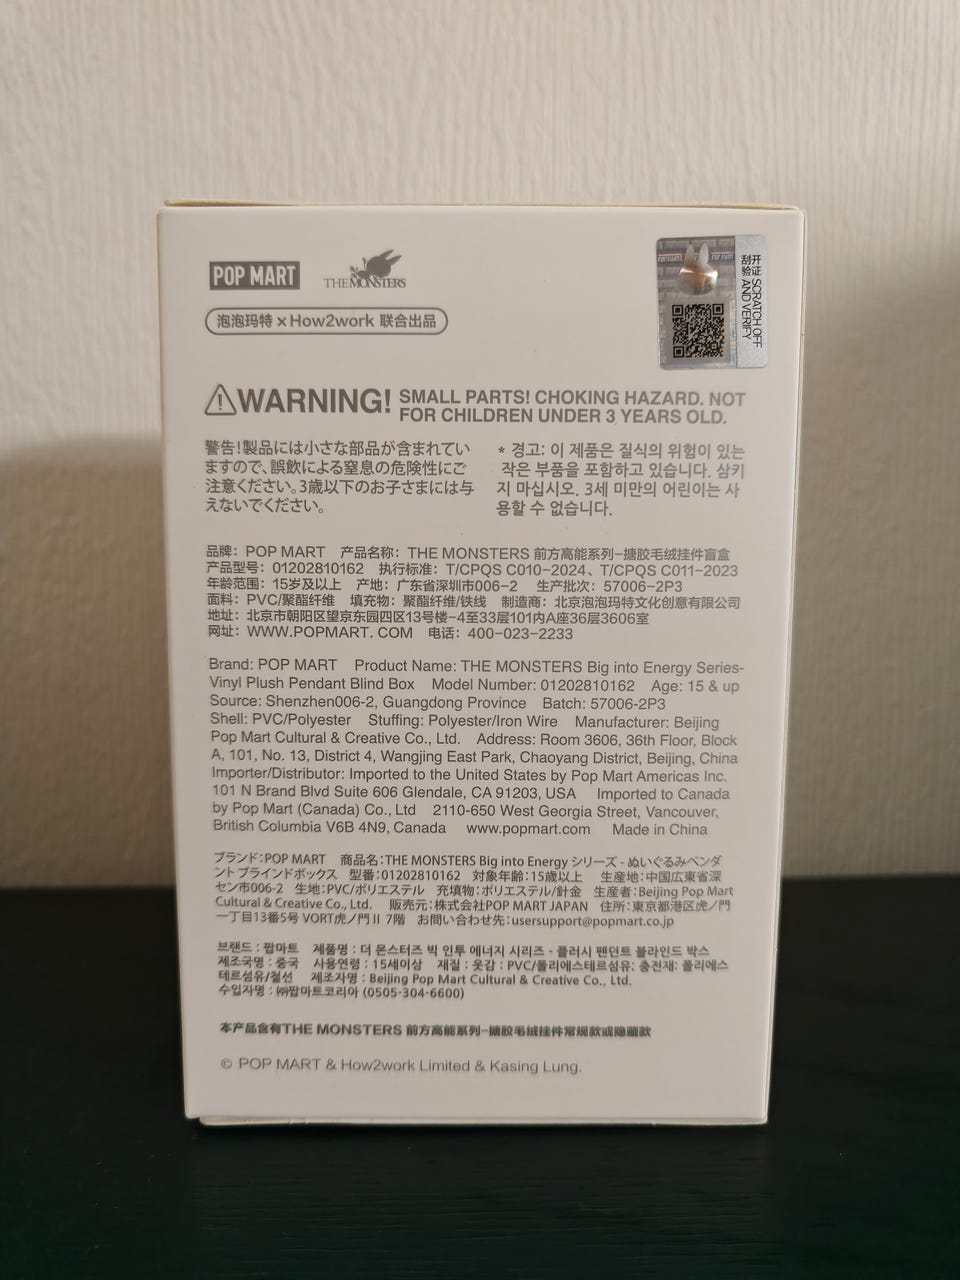 POP MART
THE MONSTERS
泡泡玛特 × How2work 联合出品
刮开验证 SCRATCH OFF AND VERIFY
WARNING! SMALL PARTS! CHOKING HAZARD. NOT
FOR CHILDREN UNDER 3 YEARS OLD.
警告!製品には小さな部品が含まれてい
ますので、誤飲による窒息の危険性にご
注意ください。3歳以下のお子さまには与
えないでください。
* 경고: 이 제품은 질식의 위험이 있는
작은 부품을 포함하고 있습니다. 삼키
지 마십시오. 3세 미만의 어린이는 사
용할 수 없습니다.
品牌：POP MART 产品名称：THE MONSTERS 前方高能系列-搪胶毛绒挂件盲盒
产品型号：01202810162 执行标准：T/CPQS C010-2024、T/CPQS C011-2023
年龄范围：15岁及以上 产地：广东省深圳市006-2 生产批次：57006-2P3
面料：PVC/聚酯纤维 填充物：聚酯纤维/铁线 制造商：北京泡泡玛特文化创意有限公司
地址：北京市朝阳区望京东园四区13号楼-4至33层101内A座36层3606室
网址：WWW.POPMART.COM 电话：400-023-2233
Brand: POP MART Product Name: THE MONSTERS Big into Energy Series-
Vinyl Plush Pendant Blind Box Model Number: 01202810162 Age: 15 & up
Source: Shenzhen006-2, Guangdong Province Batch: 57006-2P3
Shell: PVC/Polyester Stuffing: Polyester/Iron Wire Manufacturer: Beijing
Pop Mart Cultural & Creative Co., Ltd. Address: Room 3606, 36th Floor, Block
A, 101, No. 13, District 4, Wangjing East Park, Chaoyang District, Beijing, China
Importer/Distributor: Imported to the United States by Pop Mart Americas Inc.
101 N Brand Blvd Suite 606 Glendale, CA 91203, USA Imported to Canada
by Pop Mart (Canada) Co., Ltd 2110-650 West Georgia Street, Vancouver,
British Columbia V6B 4N9, Canada www.popmart.com Made in China
ブランド:POP MART 商品名:THE MONSTERS Big into Energy シリーズ - ぬいぐるみペンダ
ント ブラインドボックス 型番:01202810162 対象年齢:15歳以上 生産地:中国広東省深
セン市006-2 生地:PVC/ポリエステル 充填物:ポリエステル/針金 生産者:Beijing Pop Mart
Cultural & Creative Co., Ltd. 販売元:株式会社POP MART JAPAN 住所:東京都港区虎ノ門
一丁目13番5号 VORT虎ノ門Ⅱ 7階 お問い合わせ先:usersupport@popmart.co.jp
브랜드 : 팝마트 제품명 : 더 몬스터즈 빅 인투 에너지 시리즈 - 플러시 펜던트 블라인드 박스
제조국명 : 중국 사용연령 : 15세이상 재질 : 겉감 : PVC/폴리에스테르섬유; 충전재: 폴리에스
테르섬유/철선 제조자명 : Beijing Pop Mart Cultural & Creative Co., Ltd.
수입자명 : ㈜팝마트코리아 (0505-304-6600)
本产品含有THE MONSTERS 前方高能系列-搪胶毛绒挂件常规款或隐藏款
© POP MART & How2work Limited & Kasing Lung.